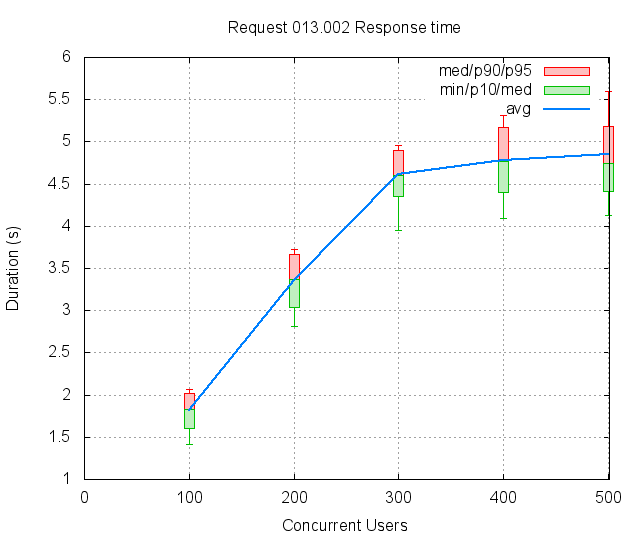 Request 013.002 Response time
med/p90/p95
min/p10/med
avg
6
5.5
5
4.5
4
3.5
3
2.5
2
1.5
1
Duration (s)
0 100 200 300 400 500
Concurrent Users